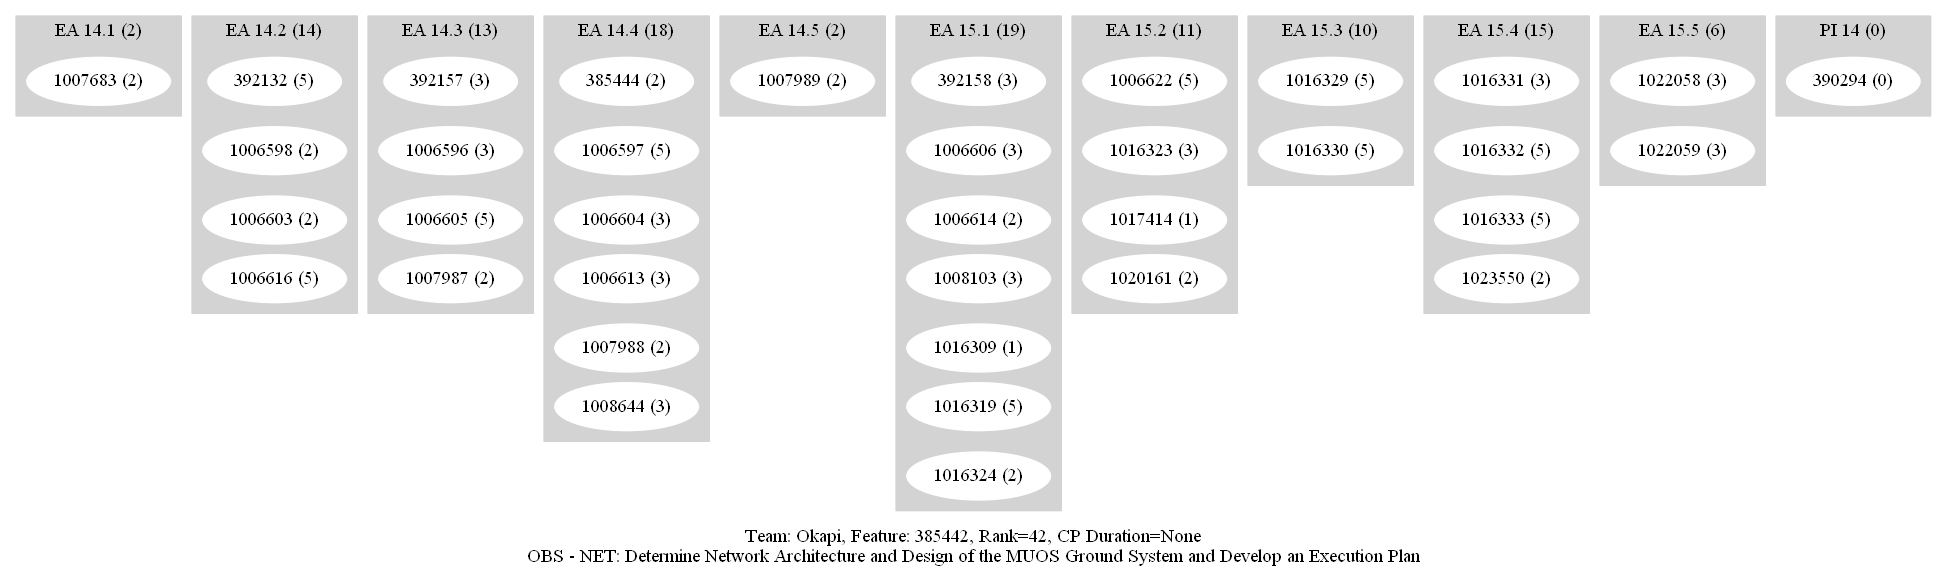 EA 14.1 (2)
1007683 (2)
EA 14.2 (14)
392132 (5)
1006598 (2)
1006603 (2)
1006616 (5)
EA 14.3 (13)
392157 (3)
1006596 (3)
1006605 (5)
1007987 (2)
EA 14.4 (18)
385444 (2)
1006597 (5)
1006604 (3)
1006613 (3)
1007988 (2)
1008644 (3)
EA 14.5 (2)
1007989 (2)
EA 15.1 (19)
392158 (3)
1006606 (3)
1006614 (2)
1008103 (3)
1016309 (1)
1016319 (5)
1016324 (2)
EA 15.2 (11)
1006622 (5)
1016323 (3)
1017414 (1)
1020161 (2)
EA 15.3 (10)
1016329 (5)
1016330 (5)
EA 15.4 (15)
1016331 (3)
1016332 (5)
1016333 (5)
1023550 (2)
EA 15.5 (6)
1022058 (3)
1022059 (3)
PI 14 (0)
390294 (0)
Team: Okapi, Feature: 385442, Rank=42, CP Duration=None
OBS - NET: Determine Network Architecture and Design of the MUOS Ground System and Develop an Execution Plan